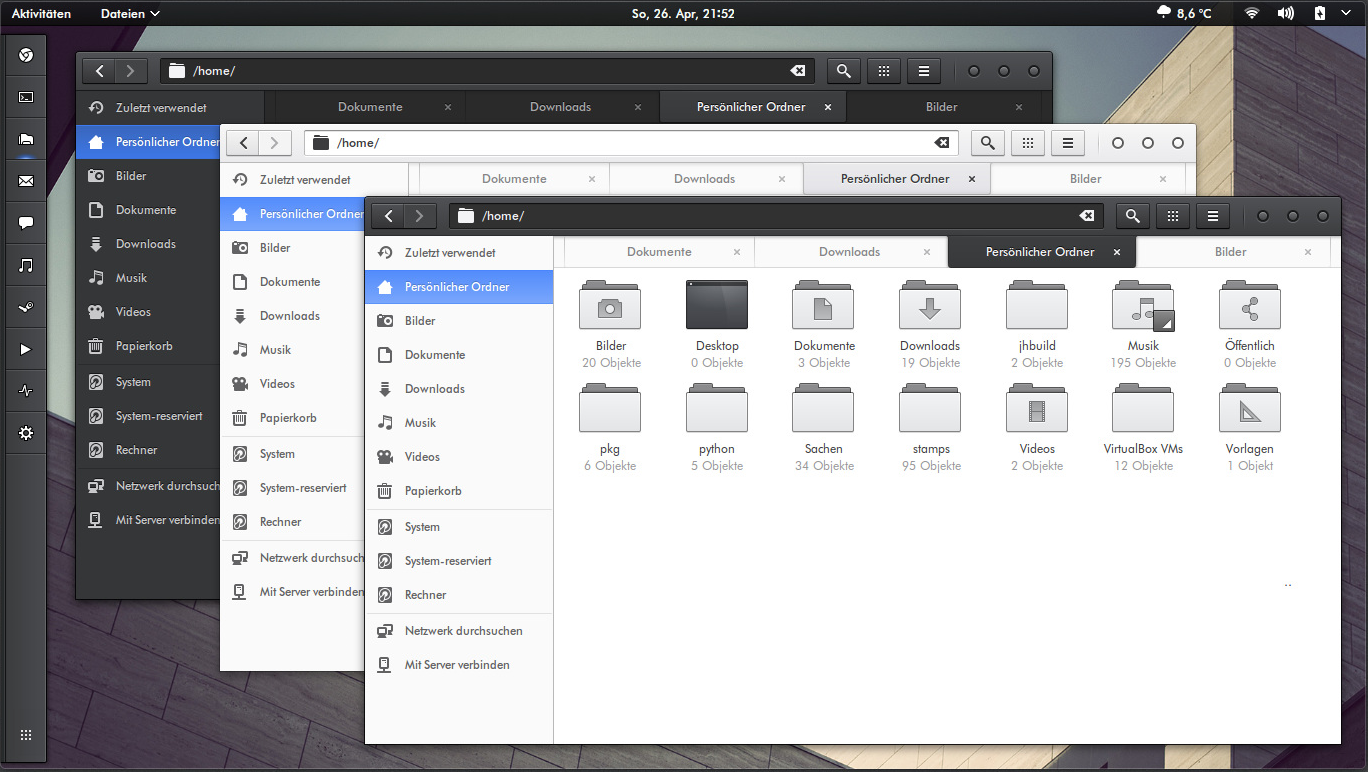 Aktivitäten
Dateien
So, 26. Apr, 21:52
8,6 °C
/home/
Zuletzt verwendet
Dokumente
Downloads
Persönlicher Ordner
Bilder
Persönlicher Ordner
Bilder
Dokumente
Downloads
Musik
Videos
Papierkorb
System
System-reserviert
Rechner
Netzwerk durchsuch
Mit Server verbinden
/home/
Zuletzt verwendet
Dokumente
Downloads
Persönlicher Ordner
Bilder
Persönlicher Ordner
Bilder
Dokumente
Downloads
Musik
Videos
Papierkorb
System
System-reserviert
Rechner
Netzwerk durchsuch
Mit Server verbinden
/home/
Zuletzt verwendet
Dokumente
Downloads
Persönlicher Ordner
Bilder
Persönlicher Ordner
Bilder
Dokumente
Downloads
Musik
Videos
Papierkorb
System
System-reserviert
Rechner
Netzwerk durchsuchen
Mit Server verbinden
Bilder
20 Objekte
Desktop
0 Objekte
Dokumente
3 Objekte
Downloads
19 Objekte
jhbuild
2 Objekte
Musik
195 Objekte
Öffentlich
0 Objekte
pkg
6 Objekte
python
5 Objekte
Sachen
34 Objekte
stamps
95 Objekte
Videos
2 Objekte
VirtualBox VMs
12 Objekte
Vorlagen
1 Objekt
..